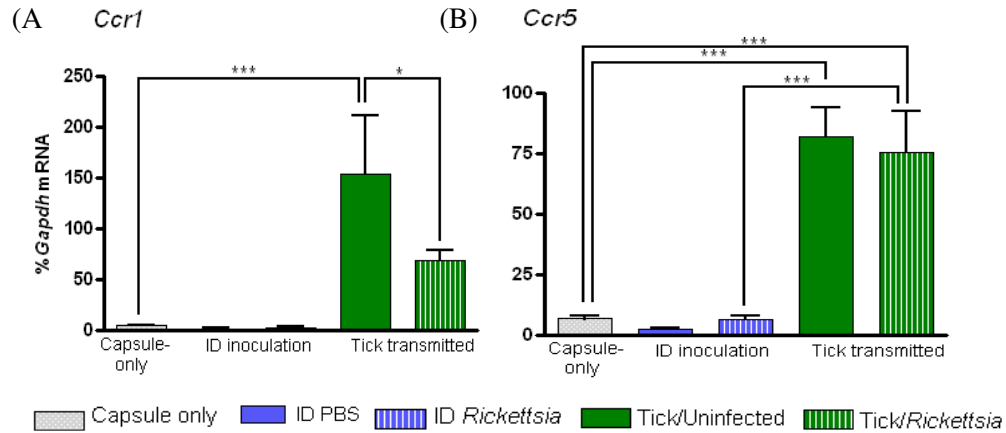 (A Ccr1
***
*
250
200
150
100
50
0
%Gapdh mRNA
Capsule-
only
ID inoculation
Tick transmitted
(B) Ccr5
***
***
***
100
75
50
25
0
Capsule-
only
ID inoculation
Tick transmitted
Capsule only
ID PBS
ID Rickettsia
Tick/Uninfected
Tick/Rickettsia